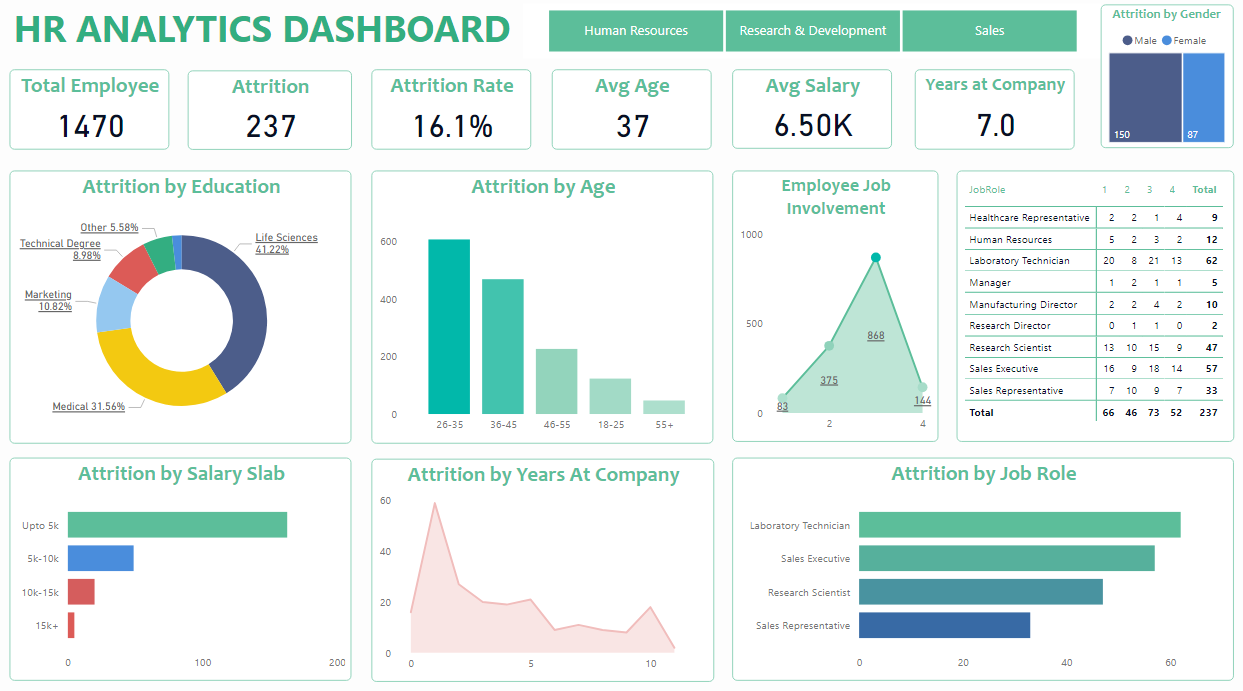 HR ANALYTICS DASHBOARD
Human Resources
Research & Development
Sales
Attrition by Gender
Male Female
150
87
Total Employee
1470
Attrition
237
Attrition Rate
16.1%
Avg Age
37
Avg Salary
6.50K
Years at Company
7.0
Attrition by Education
Other 5.58%
Technical Degree
8.98%
Marketing
10.82%
Medical 31.56%
Life Sciences
41.22%
Attrition by Age
600
400
200
0
26-35 36-45 46-55 18-25 55+
Employee Job
Involvement
1000
500
0
83
375
868
144
2 4
JobRole 1 2 3 4 Total
Healthcare Representative 2 2 1 4 9
Human Resources 5 2 3 2 12
Laboratory Technician 20 8 21 13 62
Manager 1 2 1 1 5
Manufacturing Director 2 2 4 2 10
Research Director 0 1 1 0 2
Research Scientist 13 10 15 9 47
Sales Executive 16 9 18 14 57
Sales Representative 7 10 9 7 33
Total 66 46 73 52 237
Attrition by Salary Slab
Upto 5k
5k-10k
10k-15k
15k+
0 100 200
Attrition by Years At Company
60
40
20
0
0 5 10
Attrition by Job Role
Laboratory Technician
Sales Executive
Research Scientist
Sales Representative
0 20 40 60